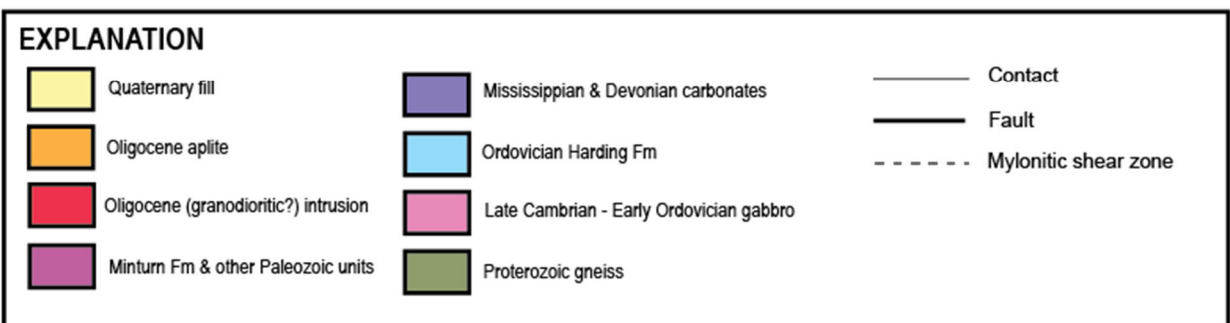 EXPLANATION
Quaternary fill
Oligocene aplite
Oligocene (granodioritic?) intrusion
Minturn Fm & other Paleozoic units
Mississippian & Devonian carbonates
Ordovician Harding Fm
Late Cambrian - Early Ordovician gabbro
Proterozoic gneiss
Contact
Fault
Mylonitic shear zone